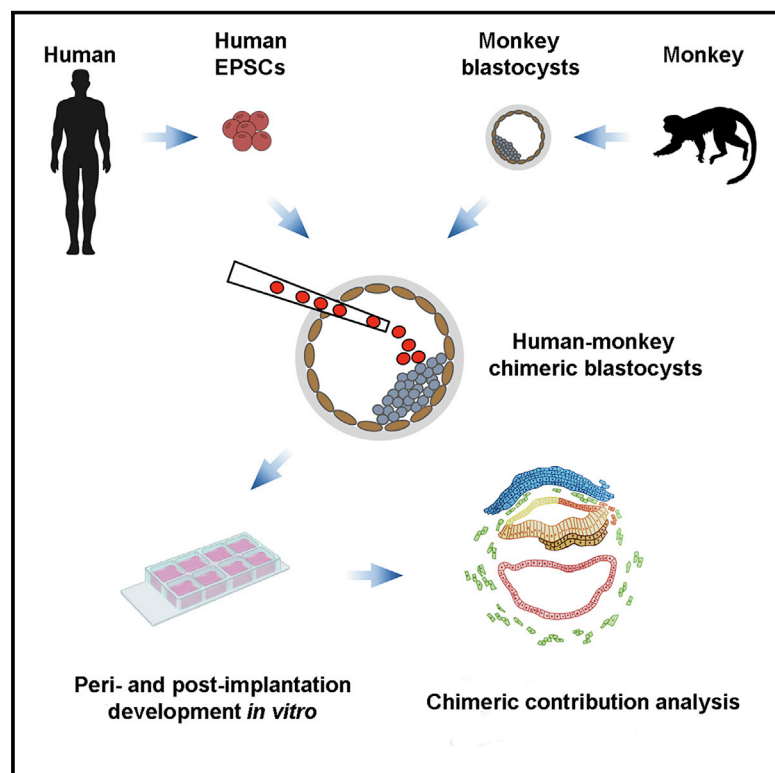 Human
Human
EPSCs
Monkey
blastocysts
Monkey
Human-monkey
chimeric blastocysts
Peri- and post-implantation
development in vitro
Chimeric contribution analysis